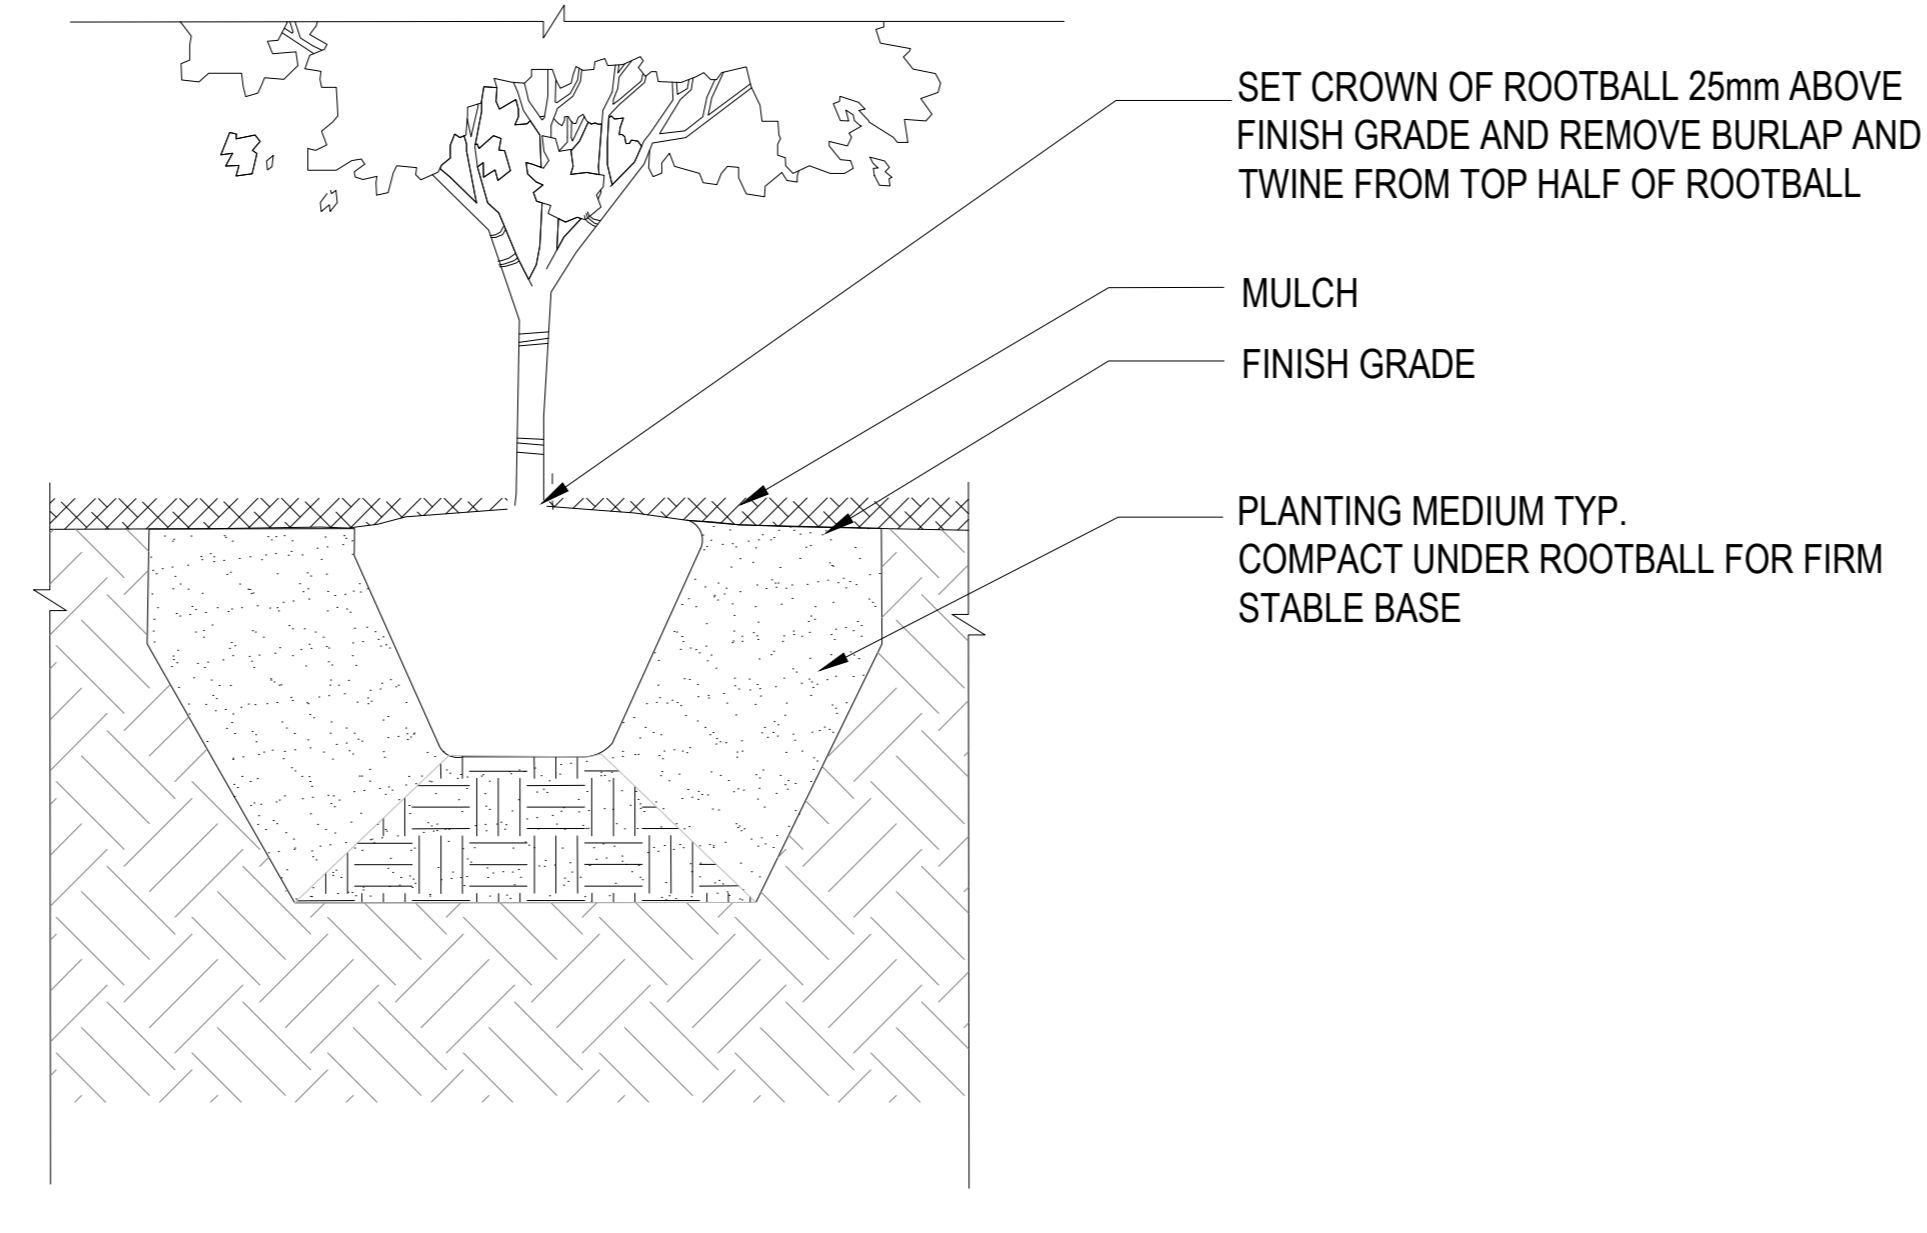 SET CROWN OF ROOTBALL 25mm ABOVE
FINISH GRADE AND REMOVE BURLAP AND
TWINE FROM TOP HALF OF ROOTBALL
MULCH
FINISH GRADE
PLANTING MEDIUM TYP.
COMPACT UNDER ROOTBALL FOR FIRM
STABLE BASE